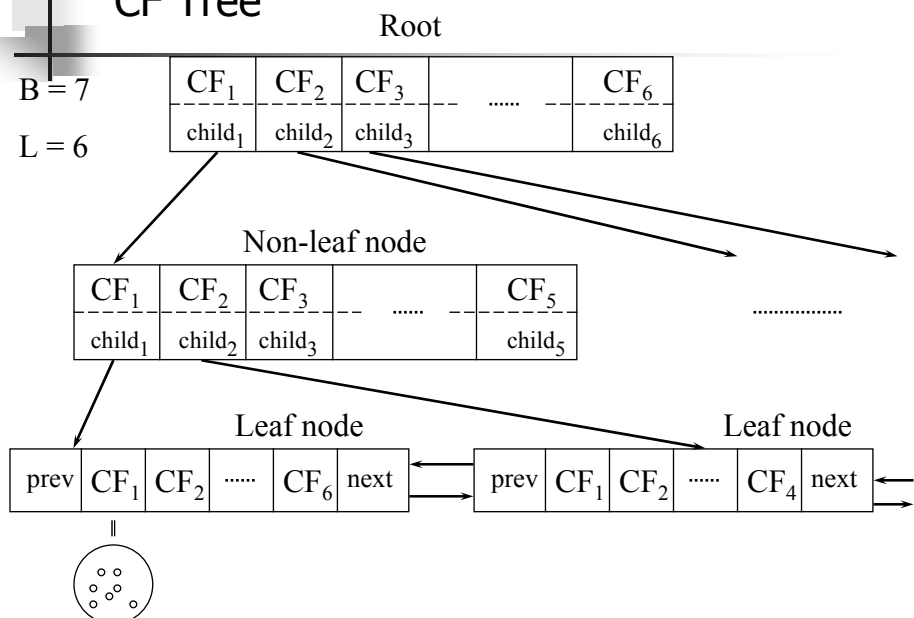 CF Tree
Root
B = 7
L = 6
CF₁ CF₂ CF₃ ...... CF₆
child₁ child₂ child₃ child₆
Non-leaf node
CF₁ CF₂ CF₃ ...... CF₅
child₁ child₂ child₃ child₅
Leaf node Leaf node
prev CF₁ CF₂ ...... CF₆ next prev CF₁ CF₂ ...... CF₄ next